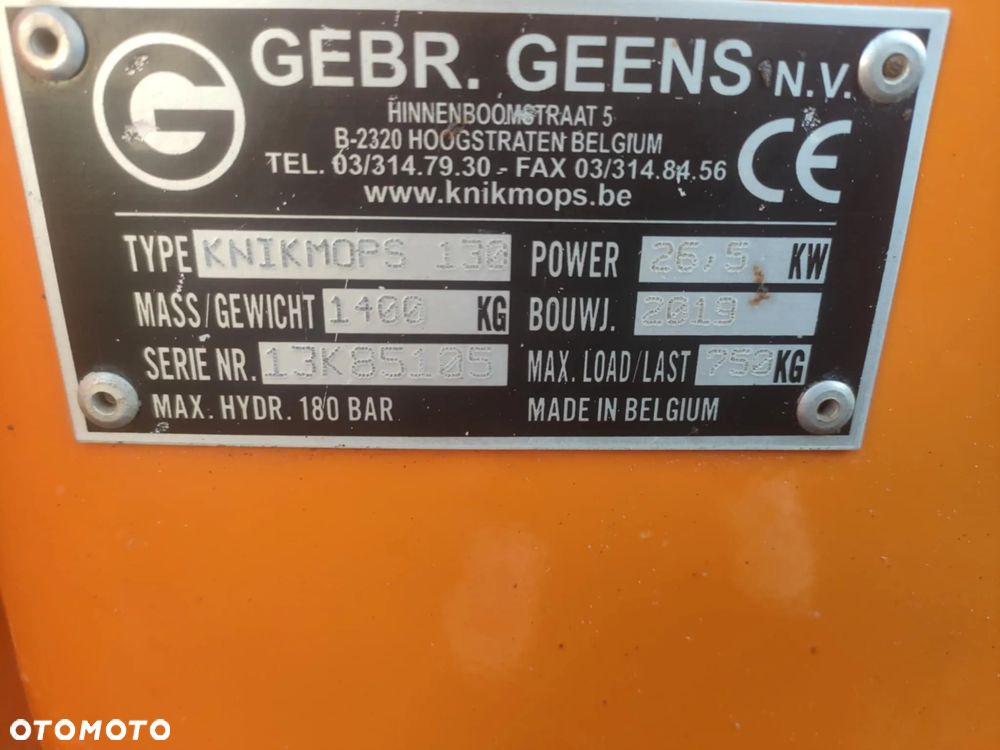 G GEBR. GEENS N.V.
HINNENBOOMSTRAAT 5
B-2320 HOOGSTRATEN BELGIUM
TEL. 03/314.79.30 - FAX 03/314.84.56
www.knikmops.be
CE
TYPE KNIKMOPS 130 POWER 26,5 KW
MASS/GEWICHT 1400 KG BOUWJ. 2019
SERIE NR. 13K85105 MAX. LOAD/LAST 750 KG
MAX. HYDR. 180 BAR MADE IN BELGIUM
OTOMOTO